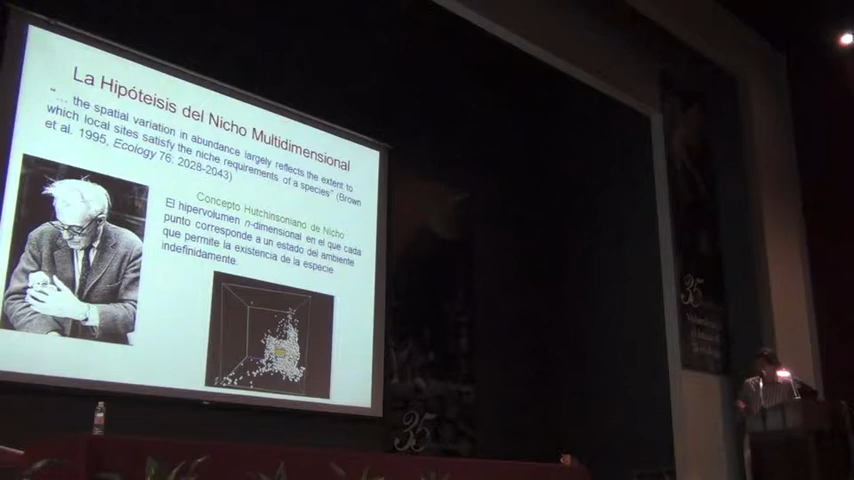 La Hipóteisis del Nicho Multidimensional
"… the spatial variation in abundance largely reflects the extent to
which local sites satisfy the niche requirements of a species" (Brown
et al. 1995, Ecology 76: 2028-2043)
Concepto Hutchinsoniano de Nicho
El hipervolumen n-dimensional en el que cada
punto corresponde a un estado del ambiente
que permite la existencia de la especie
indefinidamente.
35
35